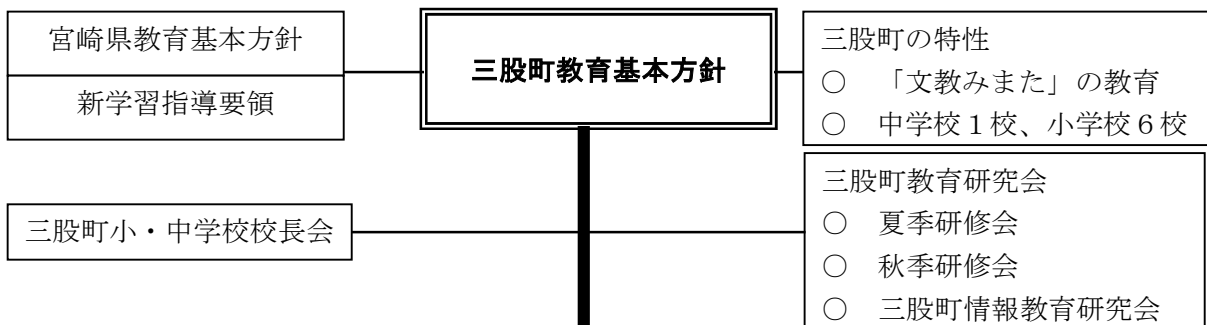 宮崎県教育基本方針
新学習指導要領
三股町教育基本方針
三股町の特性
○ 「文教みまた」の教育
○ 中学校１校、小学校６校
三股町小・中学校校長会
三股町教育研究会
○ 夏季研修会
○ 秋季研修会
○ 三股町情報教育研究会